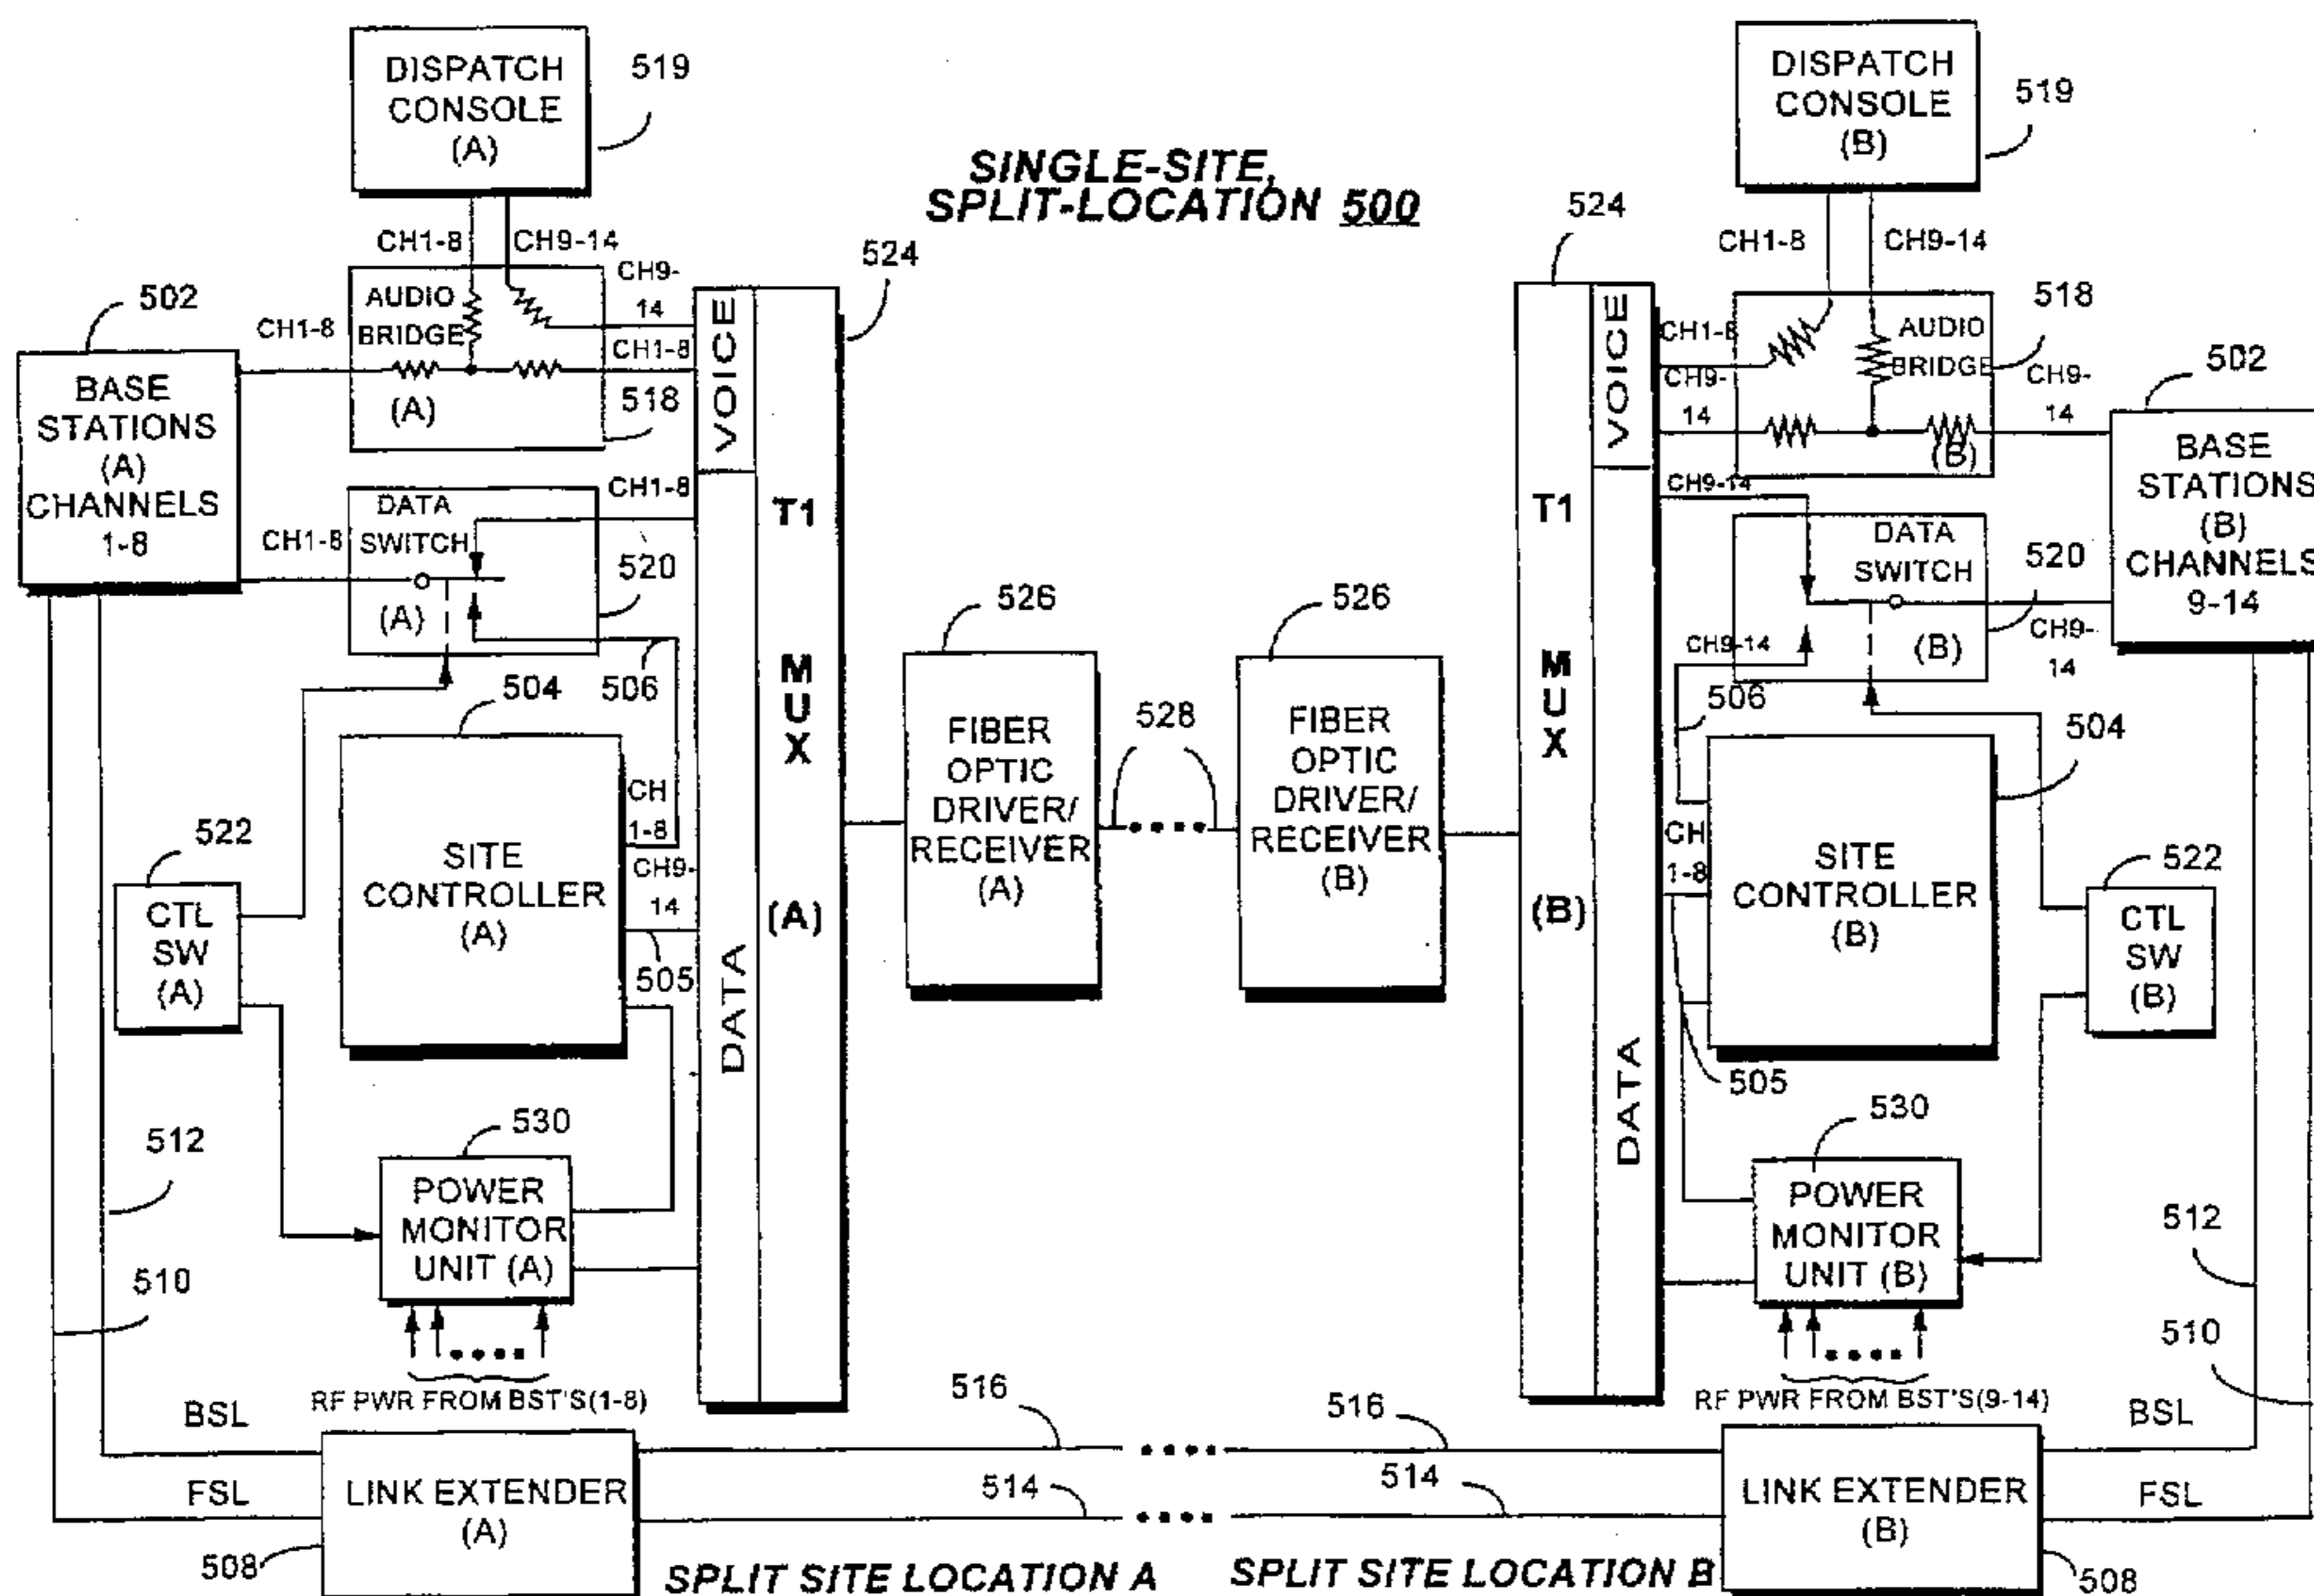 DISPATCH
CONSOLE
(A)
519
DISPATCH
CONSOLE
(B)
519
SINGLE-SITE,
SPLIT-LOCATION 500
CH1-8
CH9-14
CH9-
14
CH1-8
CH1-8
AUDIO
BRIDGE
(A)
518
502
BASE
STATIONS
(A)
CHANNELS
1-8
524
VOICE
DATA
T1
MUX
(A)
CH1-8
CH1-8
DATA
SWITCH
(A)
520
506
504
SITE
CONTROLLER
(A)
CH
1-8
CH9-
14
505
522
CTL
SW
(A)
530
POWER
MONITOR
UNIT (A)
RF PWR FROM BST'S(1-8)
512
510
BSL
FSL
LINK EXTENDER
(A)
508
526
FIBER
OPTIC
DRIVER/
RECEIVER
(A)
528
526
FIBER
OPTIC
DRIVER/
RECEIVER
(B)
516
514
516
514
SPLIT SITE LOCATION A
SPLIT SITE LOCATION B
524
T1
MUX
(B)
VOICE
DATA
CH1-8
CH9-14
CH1-8
CH9-
14
AUDIO
BRIDGE
(B)
518
CH9-
14
502
BASE
STATIONS
(B)
CHANNELS
9-14
CH9-14
DATA
SWITCH
(B)
520
CH9-14
CH9-
14
506
504
CH
1-8
SITE
CONTROLLER
(B)
505
522
CTL
SW
(B)
530
POWER
MONITOR
UNIT (B)
RF PWR FROM BST'S(9-14)
512
510
BSL
FSL
LINK EXTENDER
(B)
508